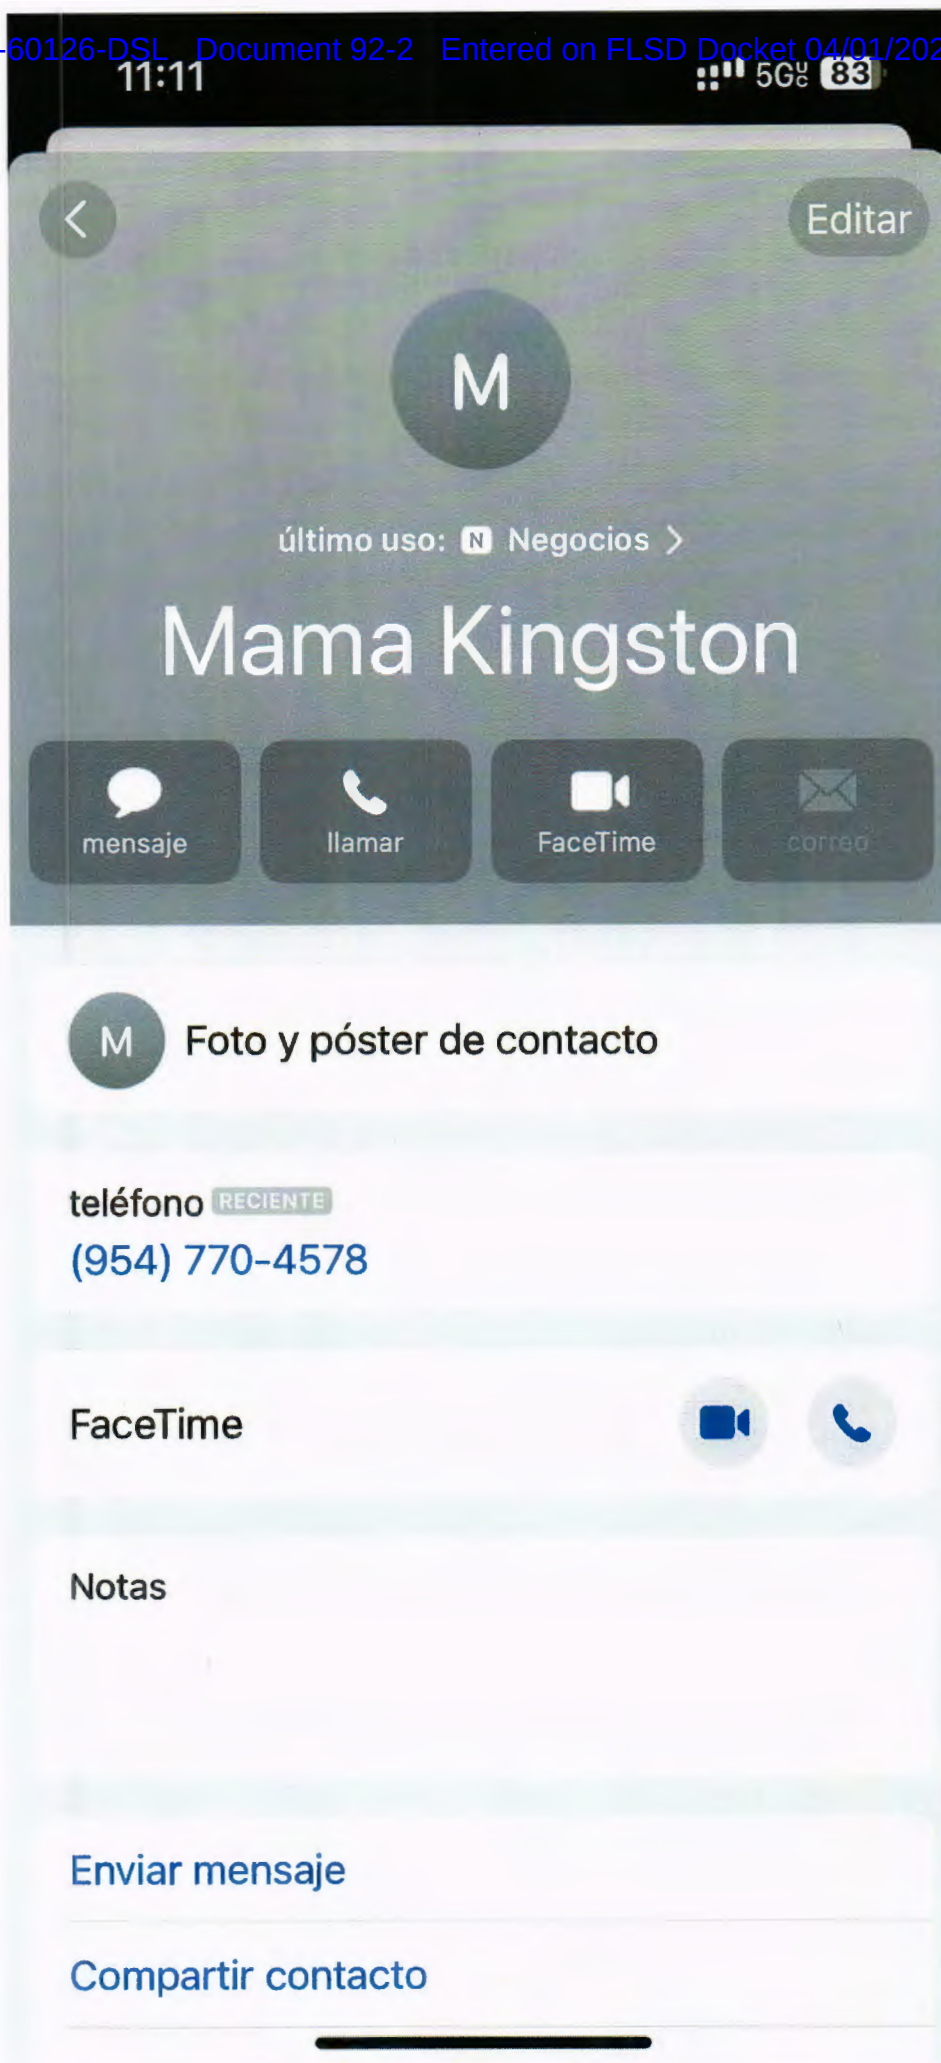 -60126-DSL Document 92-2 Entered on FLSD Docket 04/01/202
11:11 5G UC 83
Editar
M
último uso: N Negocios
Mama Kingston
mensaje llamar FaceTime correo
M Foto y póster de contacto
teléfono RECIENTE
(954) 770-4578
FaceTime
Notas
Enviar mensaje
Compartir contacto